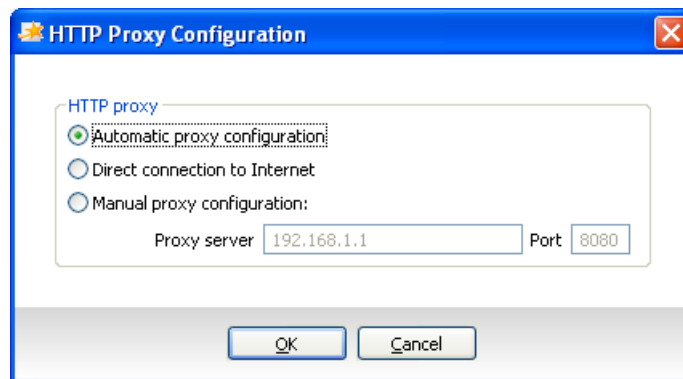 HTTP Proxy Configuration
HTTP proxy
Automatic proxy configuration
Direct connection to Internet
Manual proxy configuration:
Proxy server 192.168.1.1 Port 8080
OK Cancel